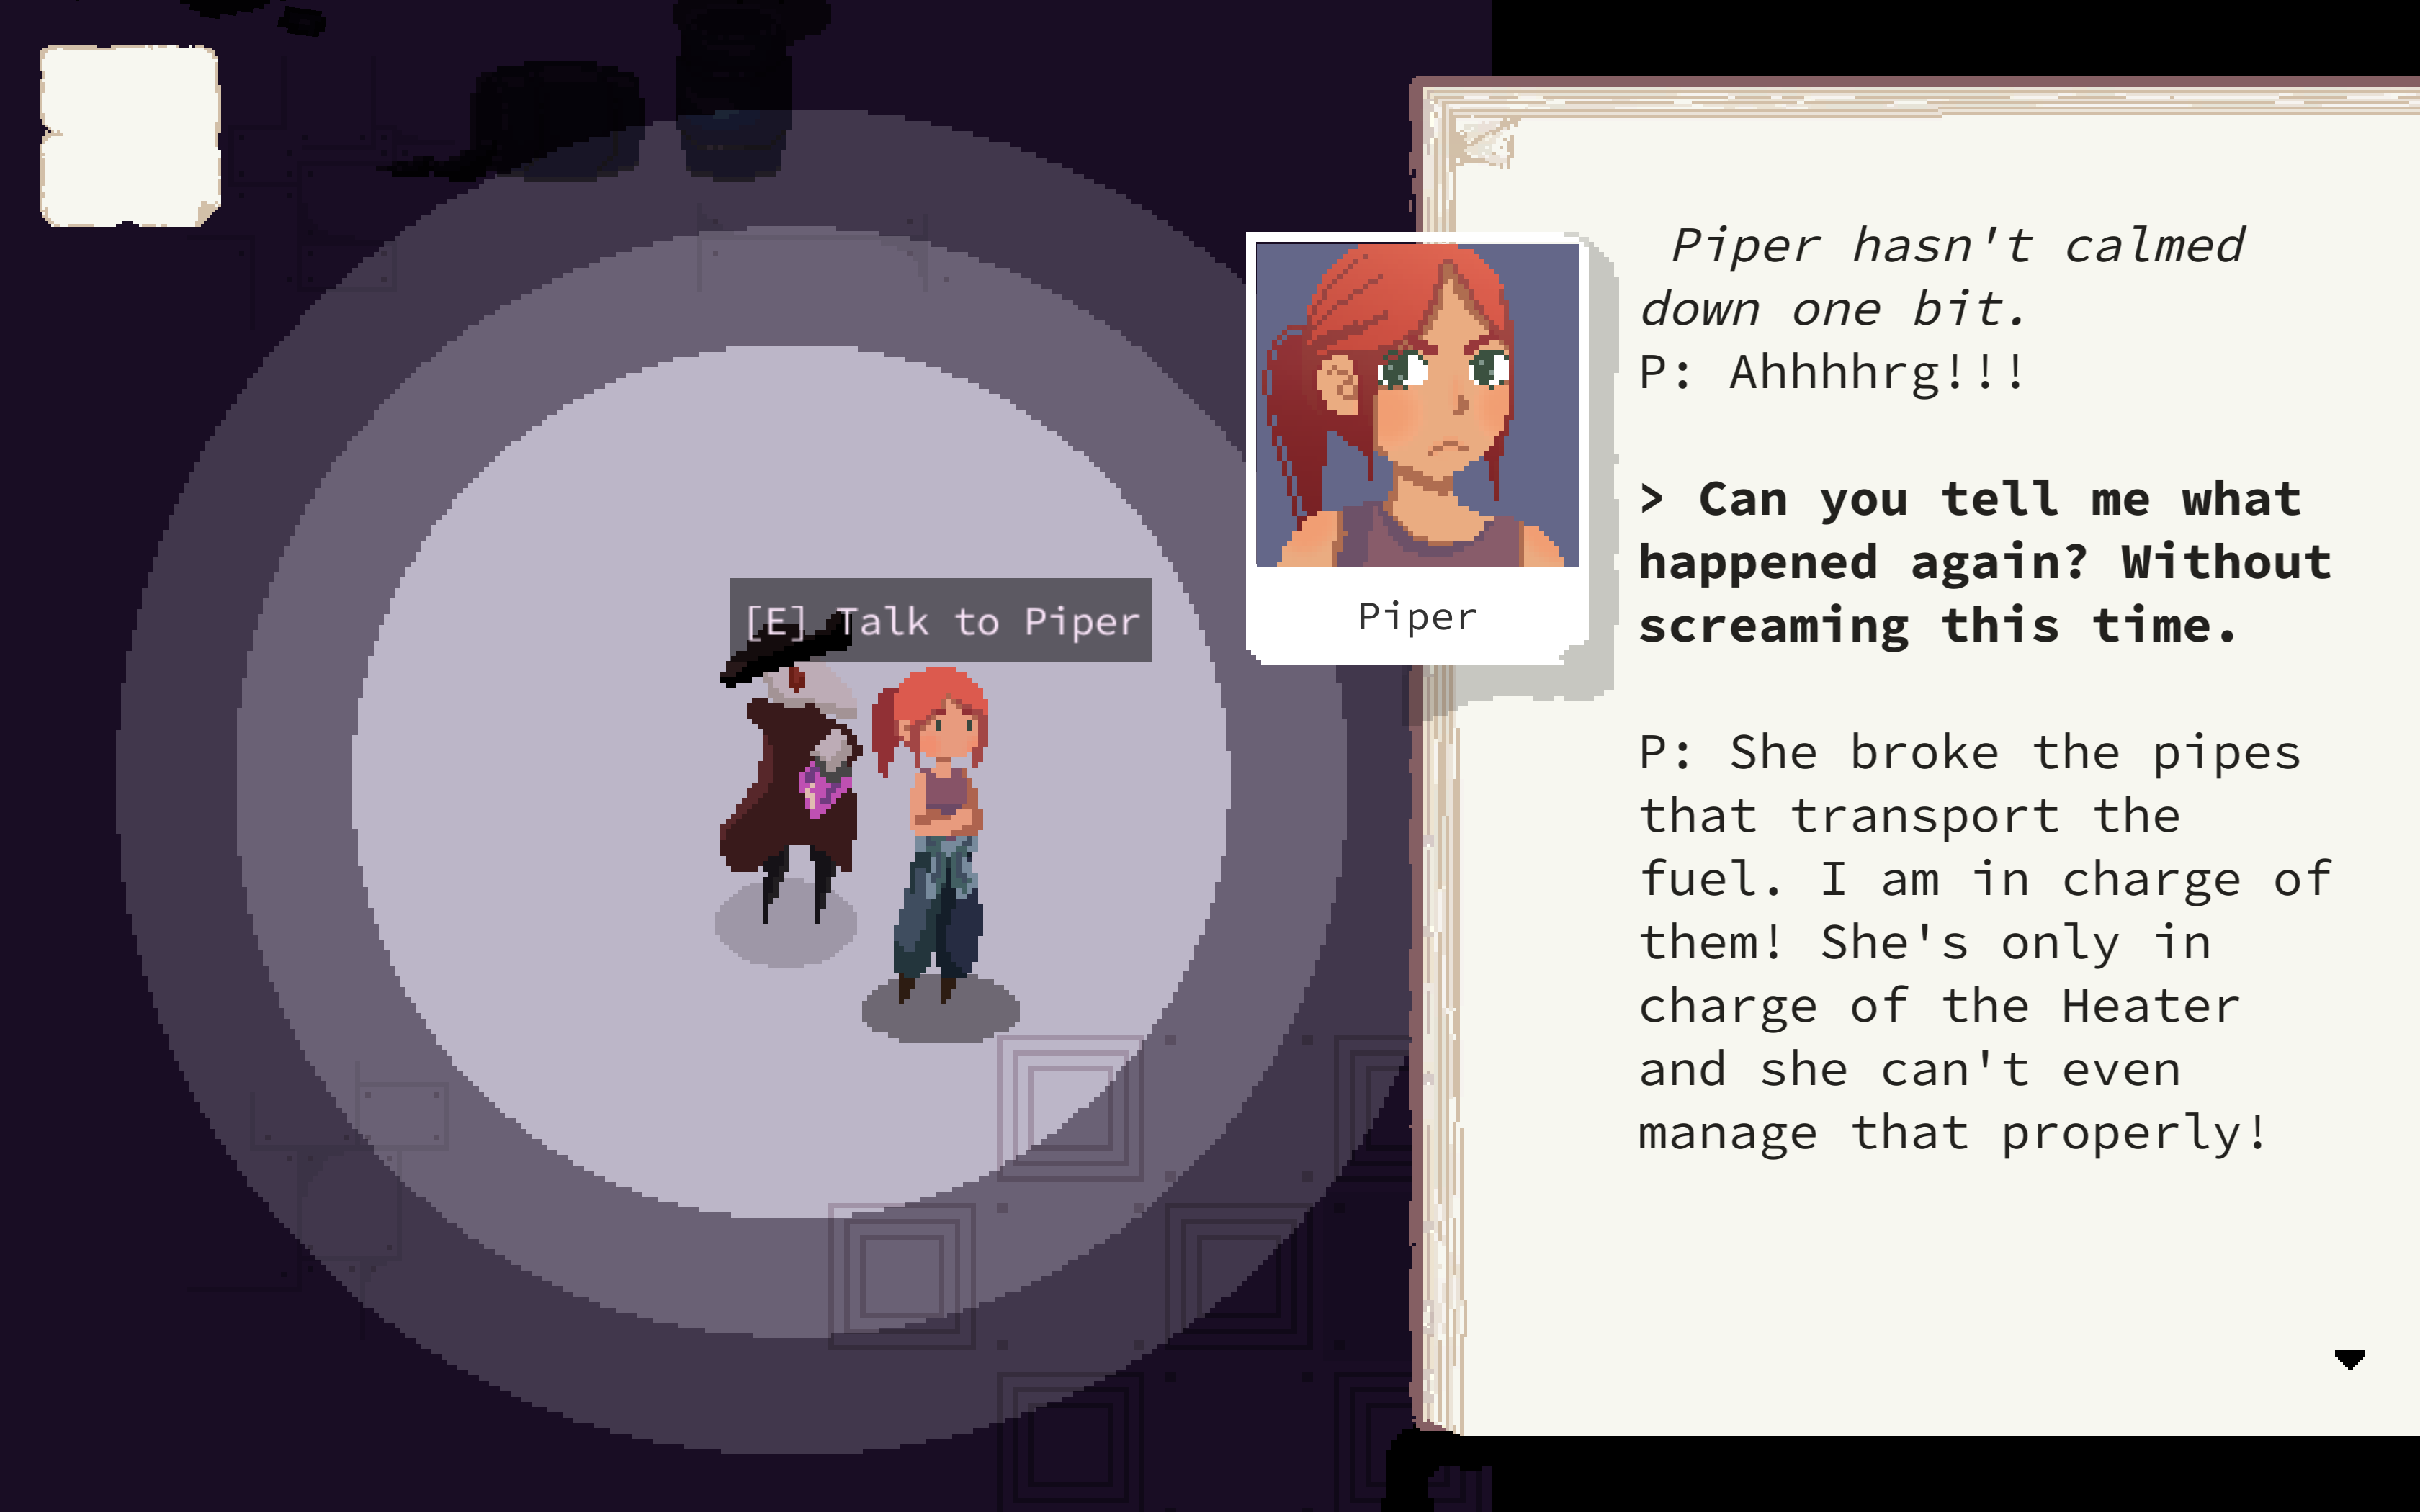 [E] Talk to Piper
Piper
Piper hasn't calmed
down one bit.
P: Ahhhhrg!!!
> Can you tell me what
happened again? Without
screaming this time.
P: She broke the pipes
that transport the
fuel. I am in charge of
them! She's only in
charge of the Heater
and she can't even
manage that properly!